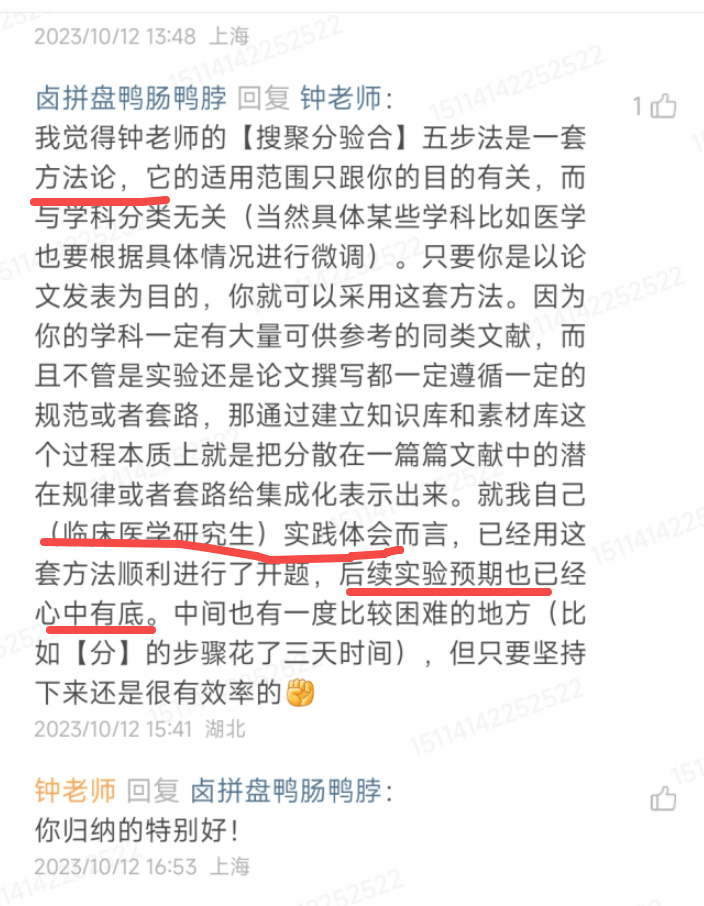 2023/10/12 13:48 上海
卤拼盘鸭肠鸭脖 回复 钟老师：
1
我觉得钟老师的【搜聚分验合】五步法是一套
方法论，它的适用范围只跟你的目的有关，而
与学科分类无关（当然具体某些学科比如医学
也要根据具体情况进行微调）。只要你是以论
文发表为目的，你就可以采用这套方法。因为
你的学科一定有大量可供参考的同类文献，而
且不管是实验还是论文撰写都一定遵循一定的
规范或者套路，那通过建立知识库和素材库这
个过程本质上就是把分散在一篇篇文献中的潜
在规律或者套路给集成化表示出来。就我自己
（临床医学研究生）实践体会而言，已经用这
套方法顺利进行了开题，后续实验预期也已经
心中有底。中间也有一度比较困难的地方（比
如【分】的步骤花了三天时间），但只要坚持
下来还是很有效率的✊
2023/10/12 15:41 湖北
钟老师 回复 卤拼盘鸭肠鸭脖：
你归纳的特别好！
2023/10/12 16:53 上海
15114142252522